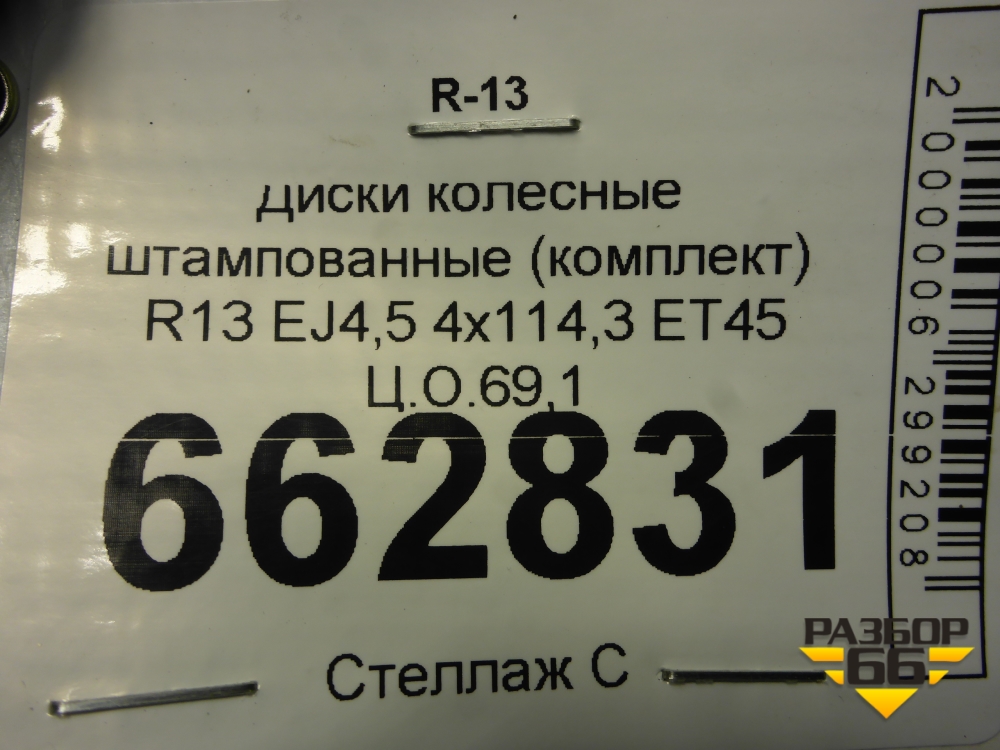 R-13
диски колесные
штампованные (комплект)
R13 EJ4,5 4x114,3 ET45
Ц.О.69,1
662831
Стеллаж С
2000006299208
РАЗБОР
66